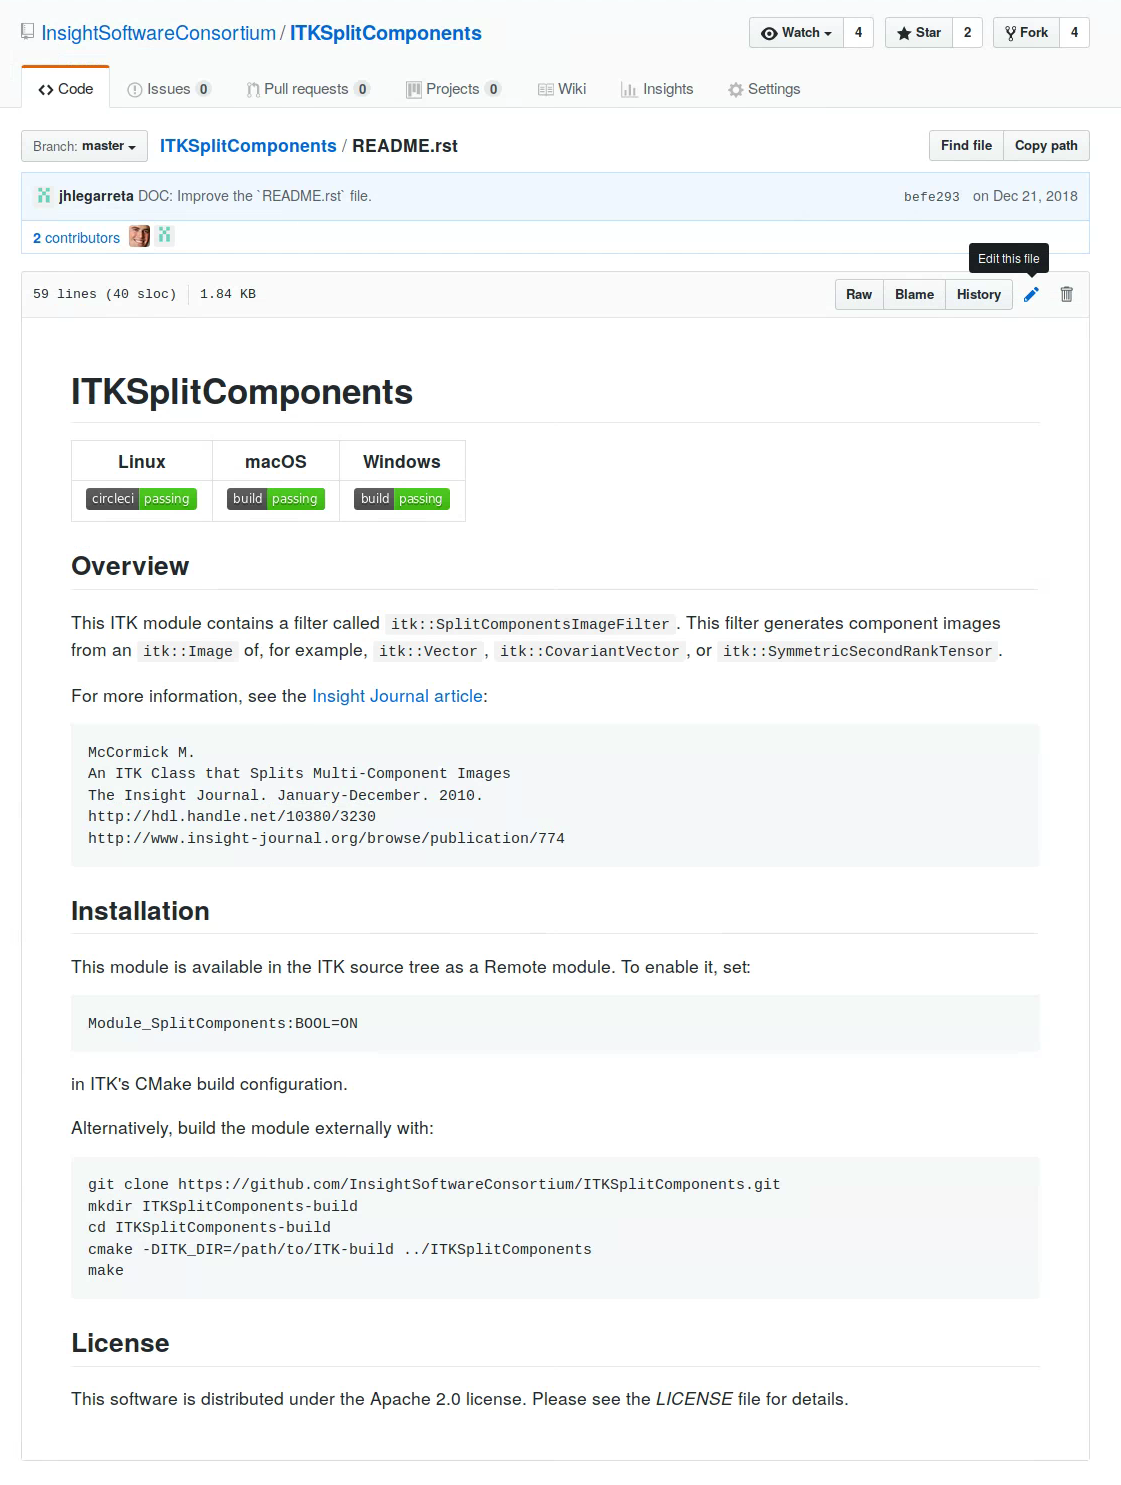 InsightSoftwareConsortium / ITKSplitComponents
Watch 4 Star 2 Fork 4
Code Issues 0 Pull requests 0 Projects 0 Wiki Insights Settings
Branch: master ITKSplitComponents / README.rst Find file Copy path
jhlegarreta DOC: Improve the `README.rst` file. befe293 on Dec 21, 2018
2 contributors
Edit this file
59 lines (40 sloc) 1.84 KB Raw Blame History
ITKSplitComponents
Linux macOS Windows
circleci passing build passing build passing
Overview
This ITK module contains a filter called itk::SplitComponentsImageFilter. This filter generates component images
from an itk::Image of, for example, itk::Vector, itk::CovariantVector, or itk::SymmetricSecondRankTensor.
For more information, see the Insight Journal article:
McCormick M.
An ITK Class that Splits Multi-Component Images
The Insight Journal. January-December. 2010.
http://hdl.handle.net/10380/3230
http://www.insight-journal.org/browse/publication/774
Installation
This module is available in the ITK source tree as a Remote module. To enable it, set:
Module_SplitComponents:BOOL=ON
in ITK's CMake build configuration.
Alternatively, build the module externally with:
git clone https://github.com/InsightSoftwareConsortium/ITKSplitComponents.git
mkdir ITKSplitComponents-build
cd ITKSplitComponents-build
cmake -DITK_DIR=/path/to/ITK-build ../ITKSplitComponents
make
License
This software is distributed under the Apache 2.0 license. Please see the LICENSE file for details.